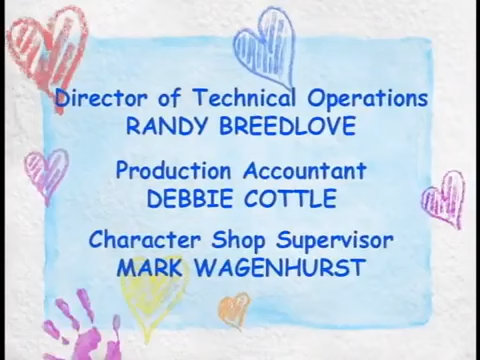 Director of Technical Operations
RANDY BREEDLOVE
Production Accountant
DEBBIE COTTLE
Character Shop Supervisor
MARK WAGENHURST